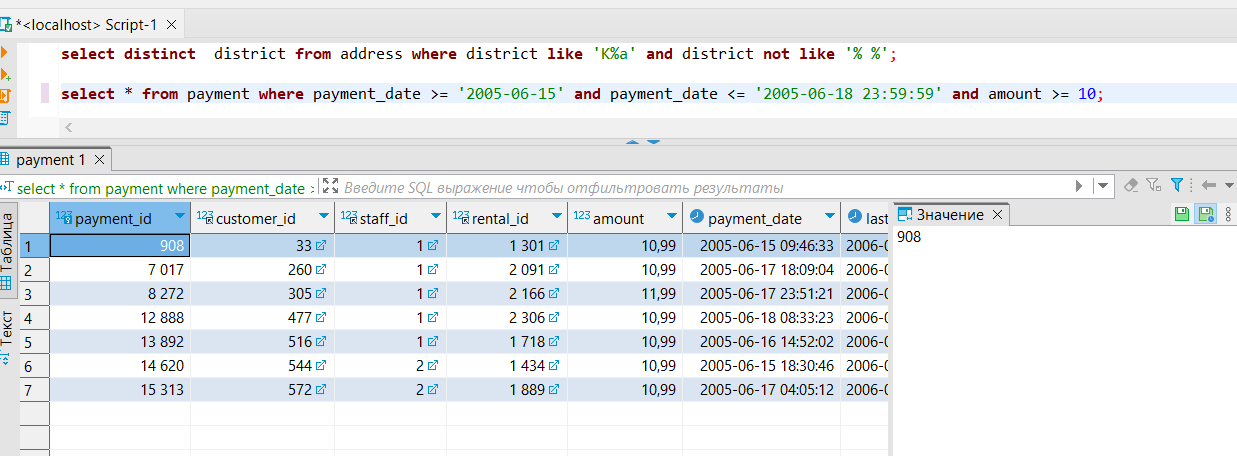 *<localhost> Script-1
select distinct  district from address where district like 'K%a' and district not like '% %';
select * from payment where payment_date >= '2005-06-15' and payment_date <= '2005-06-18 23:59:59' and amount >= 10;
payment 1
select * from payment where payment_date > Введите SQL выражение чтобы отфильтровать результаты
Таблица
Текст
123 payment_id 123 customer_id 123 staff_id 123 rental_id 123 amount payment_date last
1 908 33 1 1 301 10,99 2005-06-15 09:46:33 2006-0
2 7 017 260 1 2 091 10,99 2005-06-17 18:09:04 2006-0
3 8 272 305 1 2 166 11,99 2005-06-17 23:51:21 2006-0
4 12 888 477 1 2 306 10,99 2005-06-18 08:33:23 2006-0
5 13 892 516 1 1 718 10,99 2005-06-16 14:52:02 2006-0
6 14 620 544 2 1 434 10,99 2005-06-15 18:30:46 2006-0
7 15 313 572 2 1 889 10,99 2005-06-17 04:05:12 2006-0
Значение
908